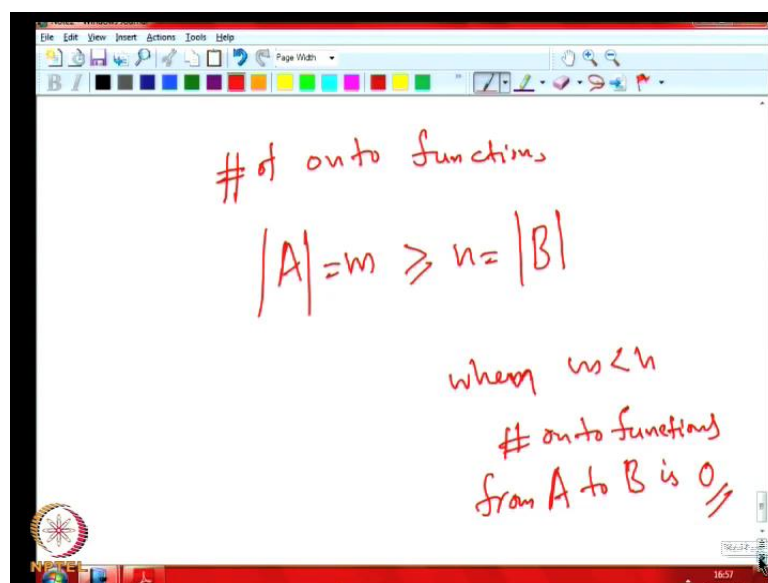 File Edit View Insert Actions Tools Help
Page Width
B I
# of onto functions
|A| = m ≥ n = |B|
when m < n
# onto functions
from A to B is 0
NPTEL
16:57